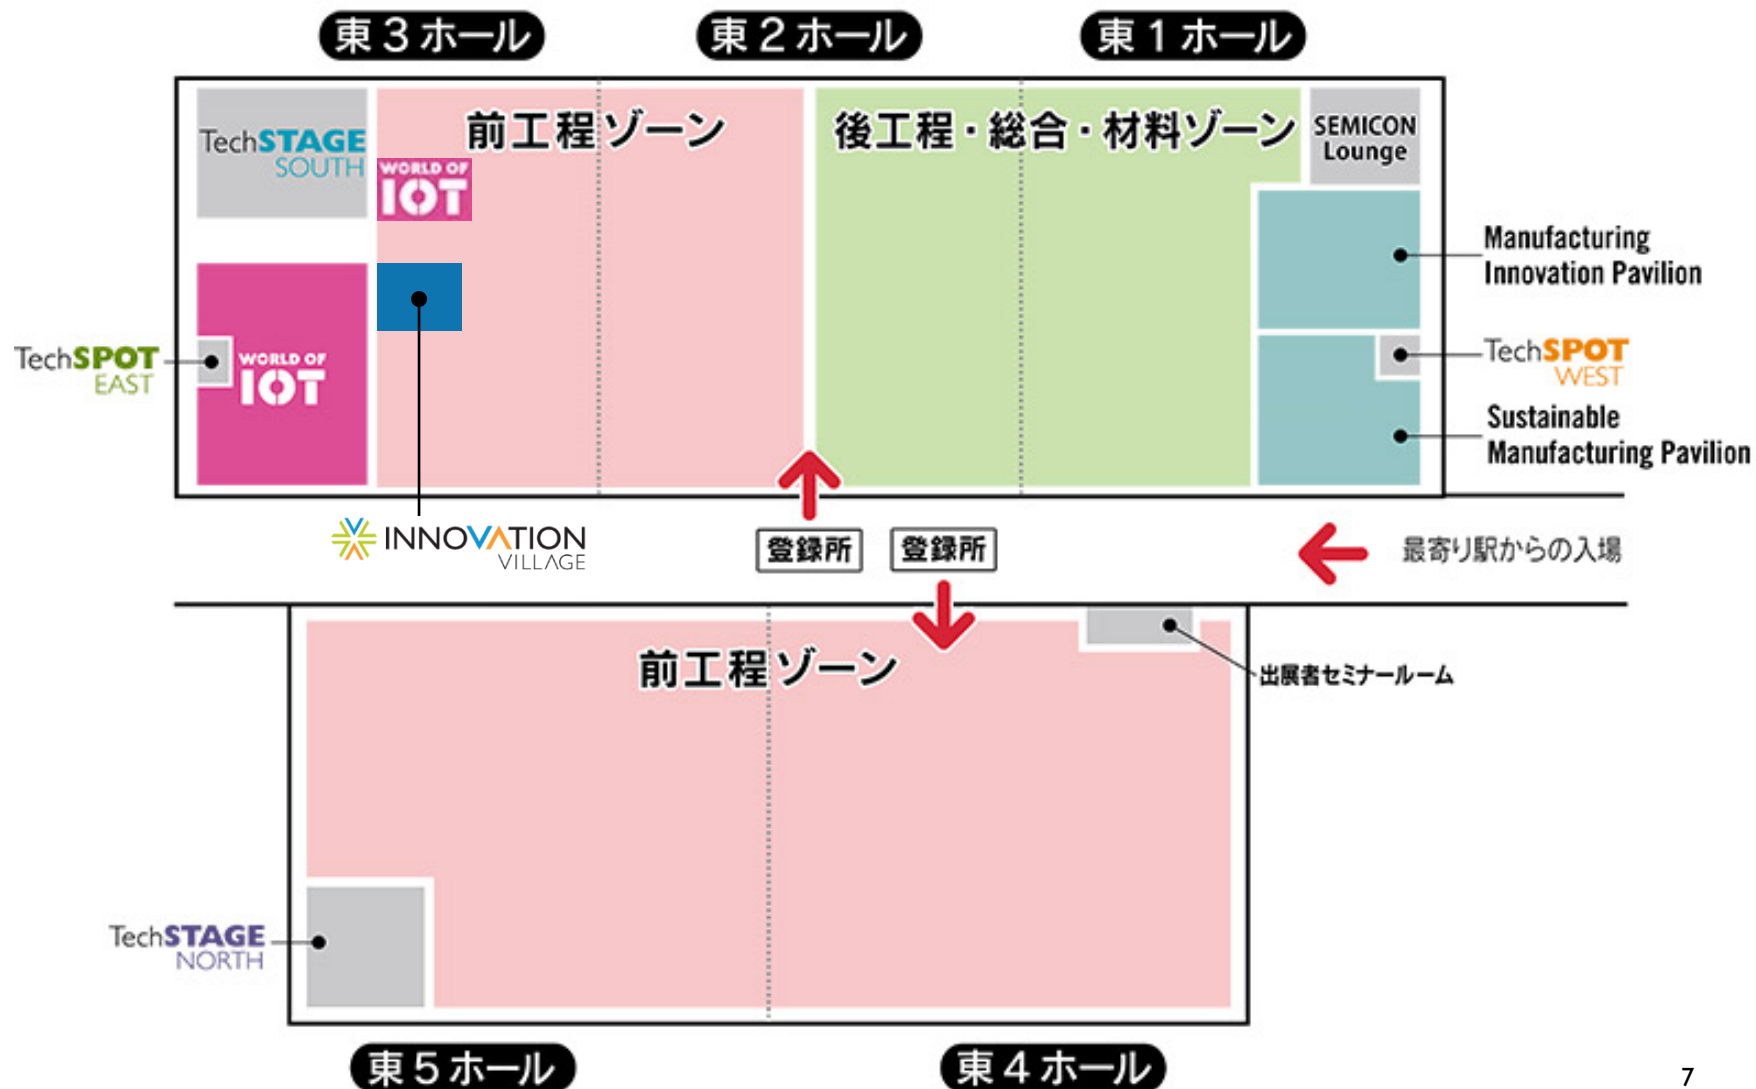 東3ホール
東2ホール
東1ホール
TechSTAGE
SOUTH
前工程ゾーン
WORLD OF
IOT
後工程・総合・材料ゾーン
SEMICON
Lounge
Manufacturing
Innovation Pavilion
TechSPOT
EAST
WORLD OF
IOT
TechSPOT
WEST
Sustainable
Manufacturing Pavilion
INNOVATION
VILLAGE
登録所
登録所
最寄り駅からの入場
前工程ゾーン
出展者セミナールーム
TechSTAGE
NORTH
東5ホール
東4ホール
7